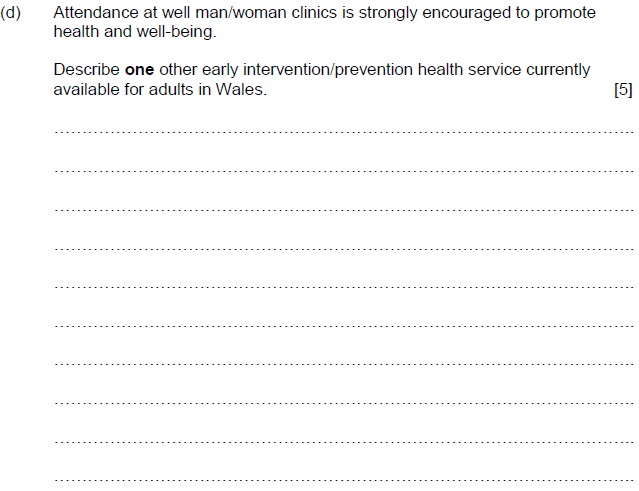 (d) Attendance at well man/woman clinics is strongly encouraged to promote
health and well-being.
Describe one other early intervention/prevention health service currently
available for adults in Wales. [5]